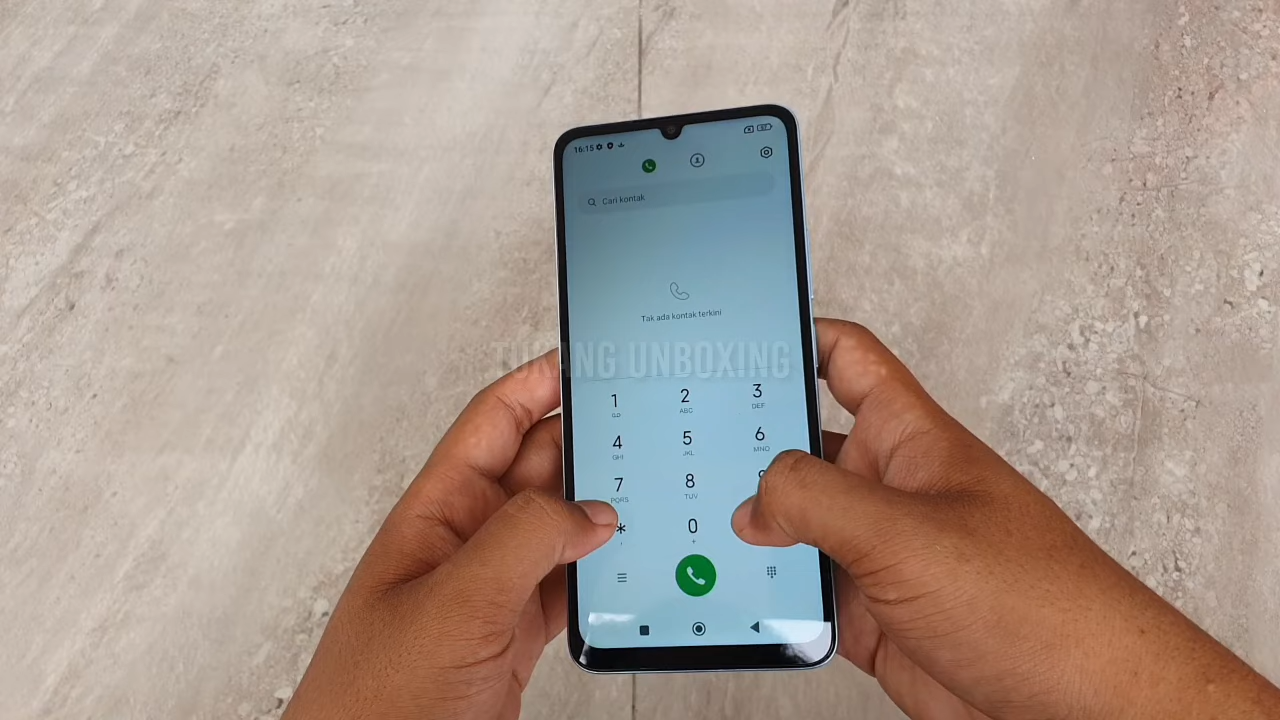 16:15
Cari kontak
Tak ada kontak terkini
TUKANG UNBOXING
1 2 3
ABC DEF
4 5 6
GHI JKL MNO
7 8
PQRS TUV
* 0
, +